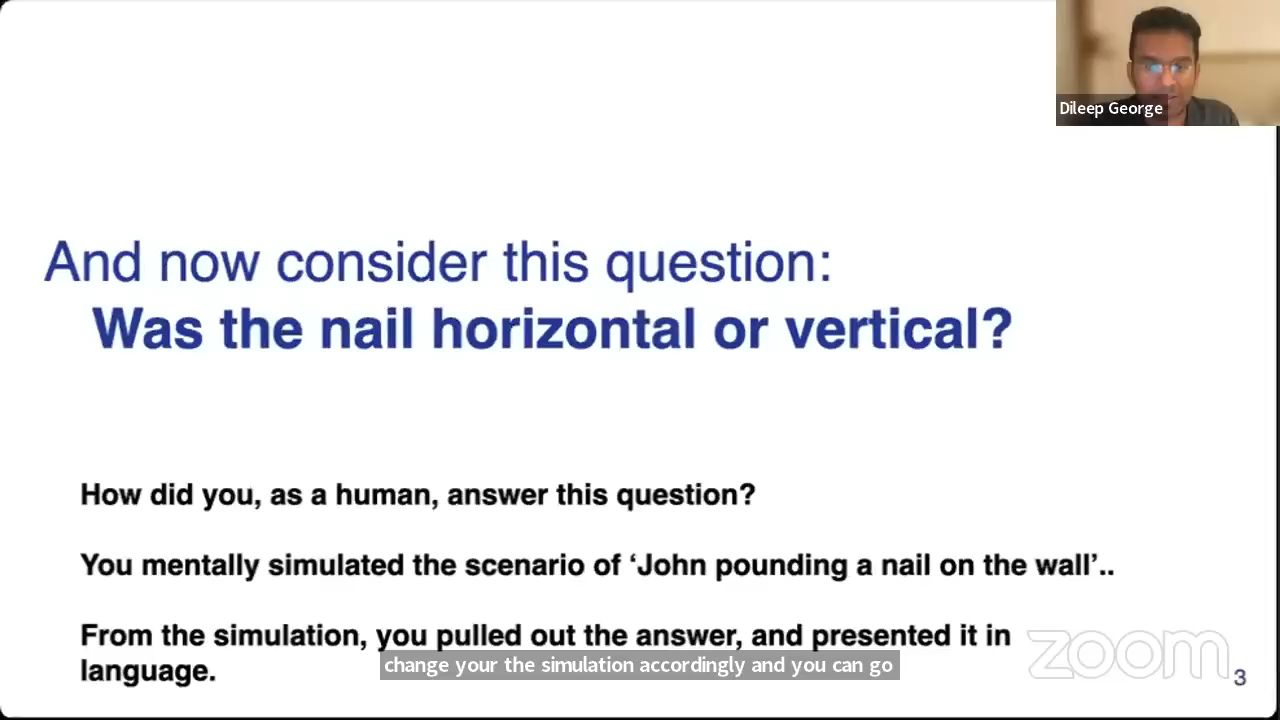 Dileep George
And now consider this question:
Was the nail horizontal or vertical?
How did you, as a human, answer this question?
You mentally simulated the scenario of ‘John pounding a nail on the wall’..
From the simulation, you pulled out the answer, and presented it in
language.
change your the simulation accordingly and you can go
zoom
3